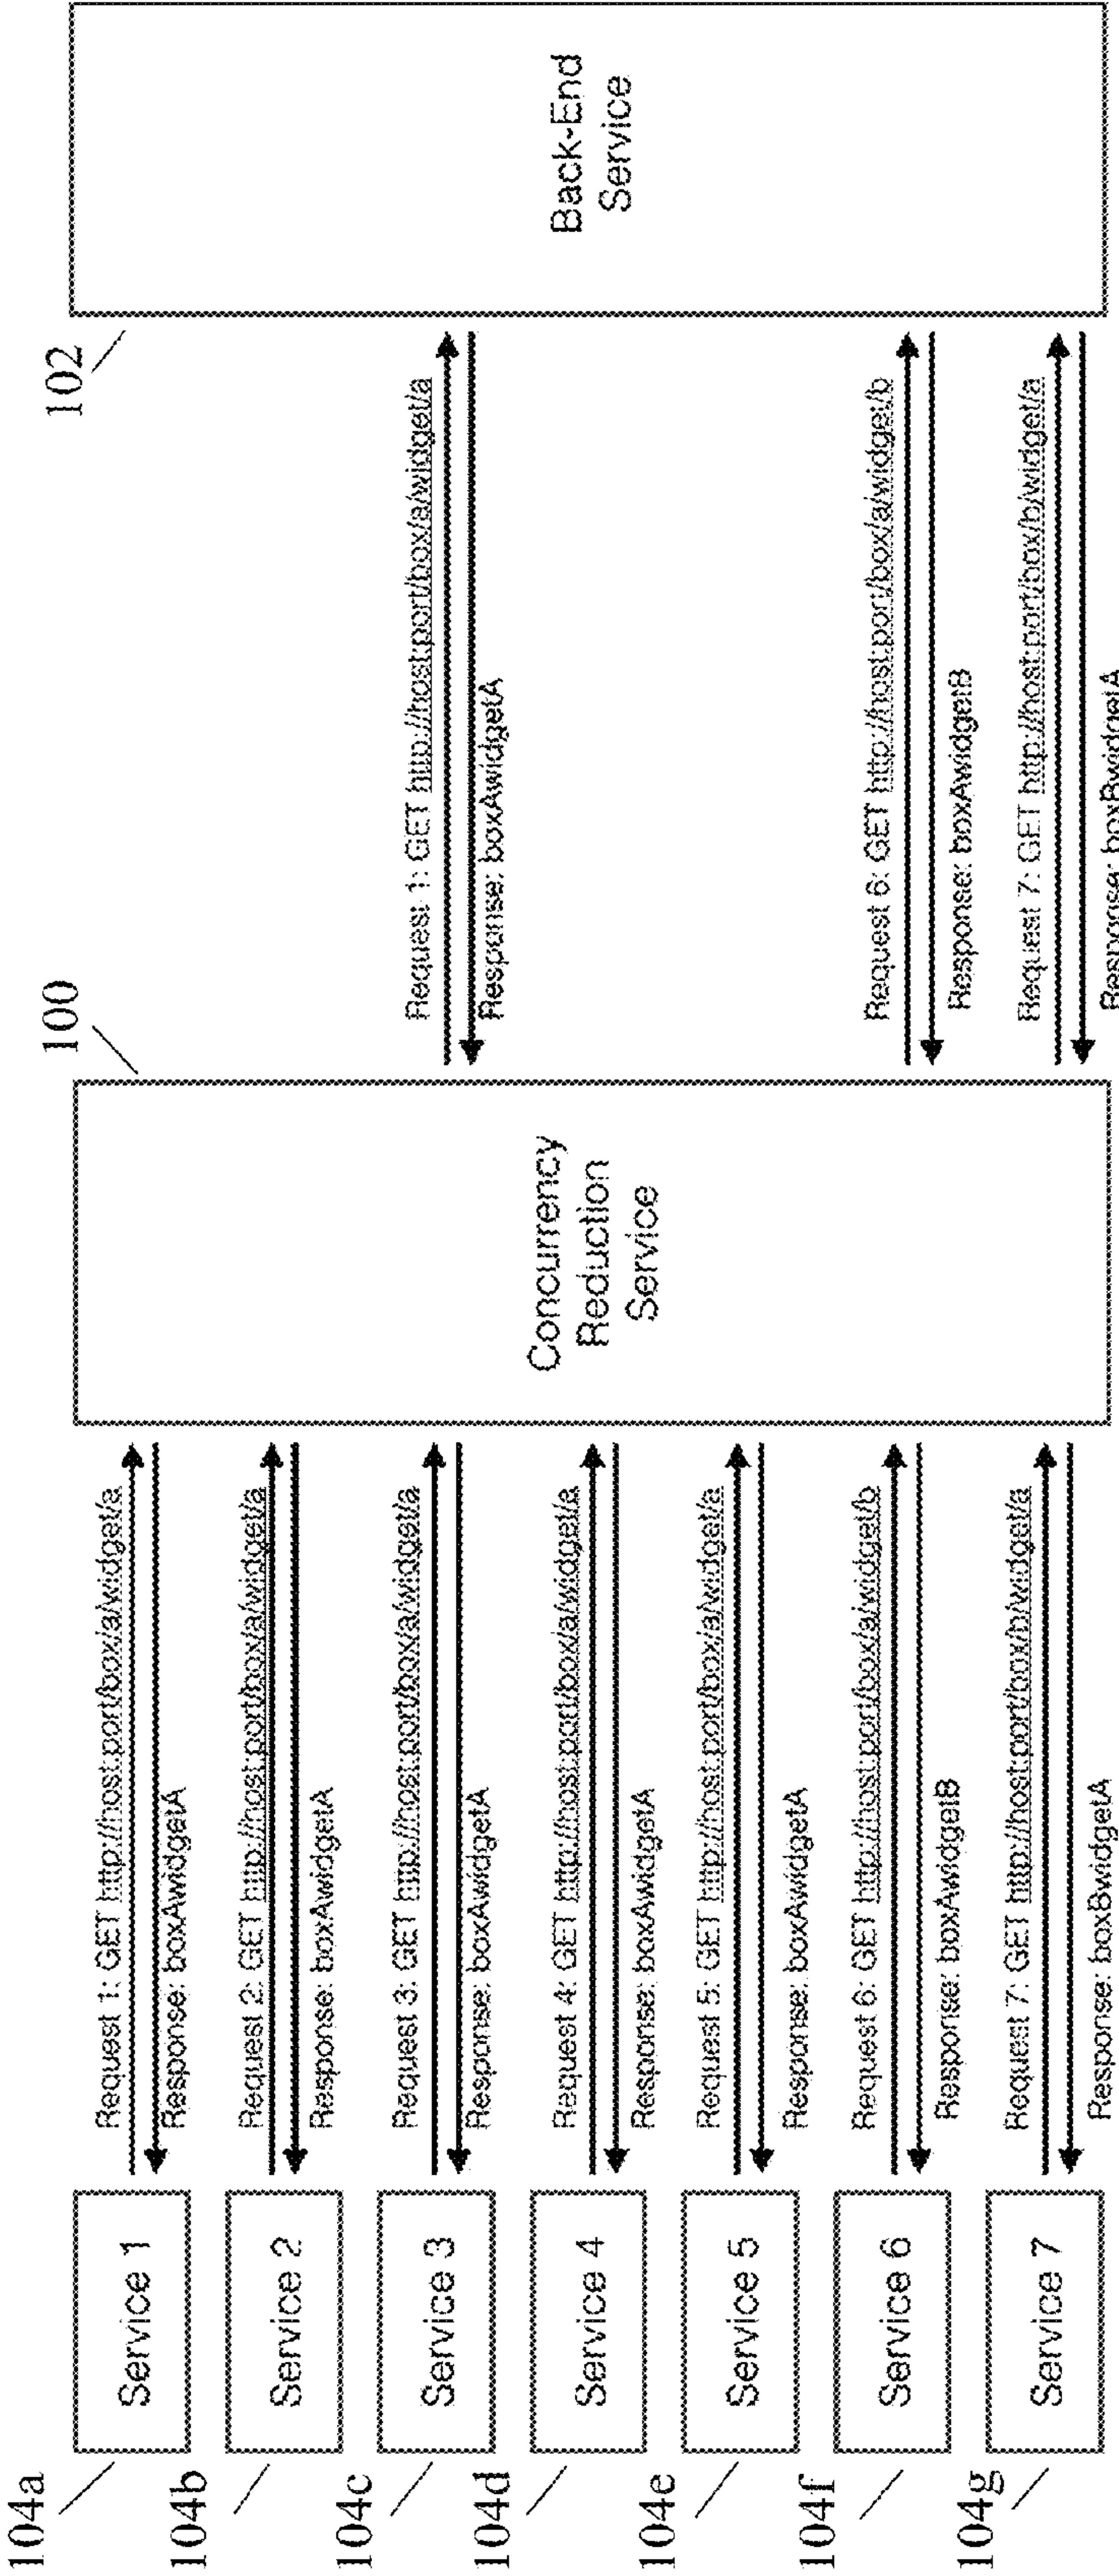 104a
Service 1
Request 1: GET http://host:port/box/a/widget/a
Response: boxAwidgetA
104b
Service 2
Request 2: GET http://host:port/box/a/widget/a
Response: boxAwidgetA
104c
Service 3
Request 3: GET http://host:port/box/a/widget/a
Response: boxAwidgetA
104d
Service 4
Request 4: GET http://host:port/box/a/widget/a
Response: boxAwidgetA
104e
Service 5
Request 5: GET http://host:port/box/a/widget/a
Response: boxAwidgetA
104f
Service 6
Request 6: GET http://host:port/box/a/widget/b
Response: boxAwidgetB
104g
Service 7
Request 7: GET http://host:port/box/b/widget/a
Response: boxBwidgetA
100
Concurrency
Reduction
Service
Request 1: GET http://host:port/box/a/widget/a
Response: boxAwidgetA
Request 6: GET http://host:port/box/a/widget/b
Response: boxAwidgetB
Request 7: GET http://host:port/box/b/widget/a
Response: boxBwidgetA
102
Back-End
Service